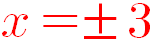 x = ± 3